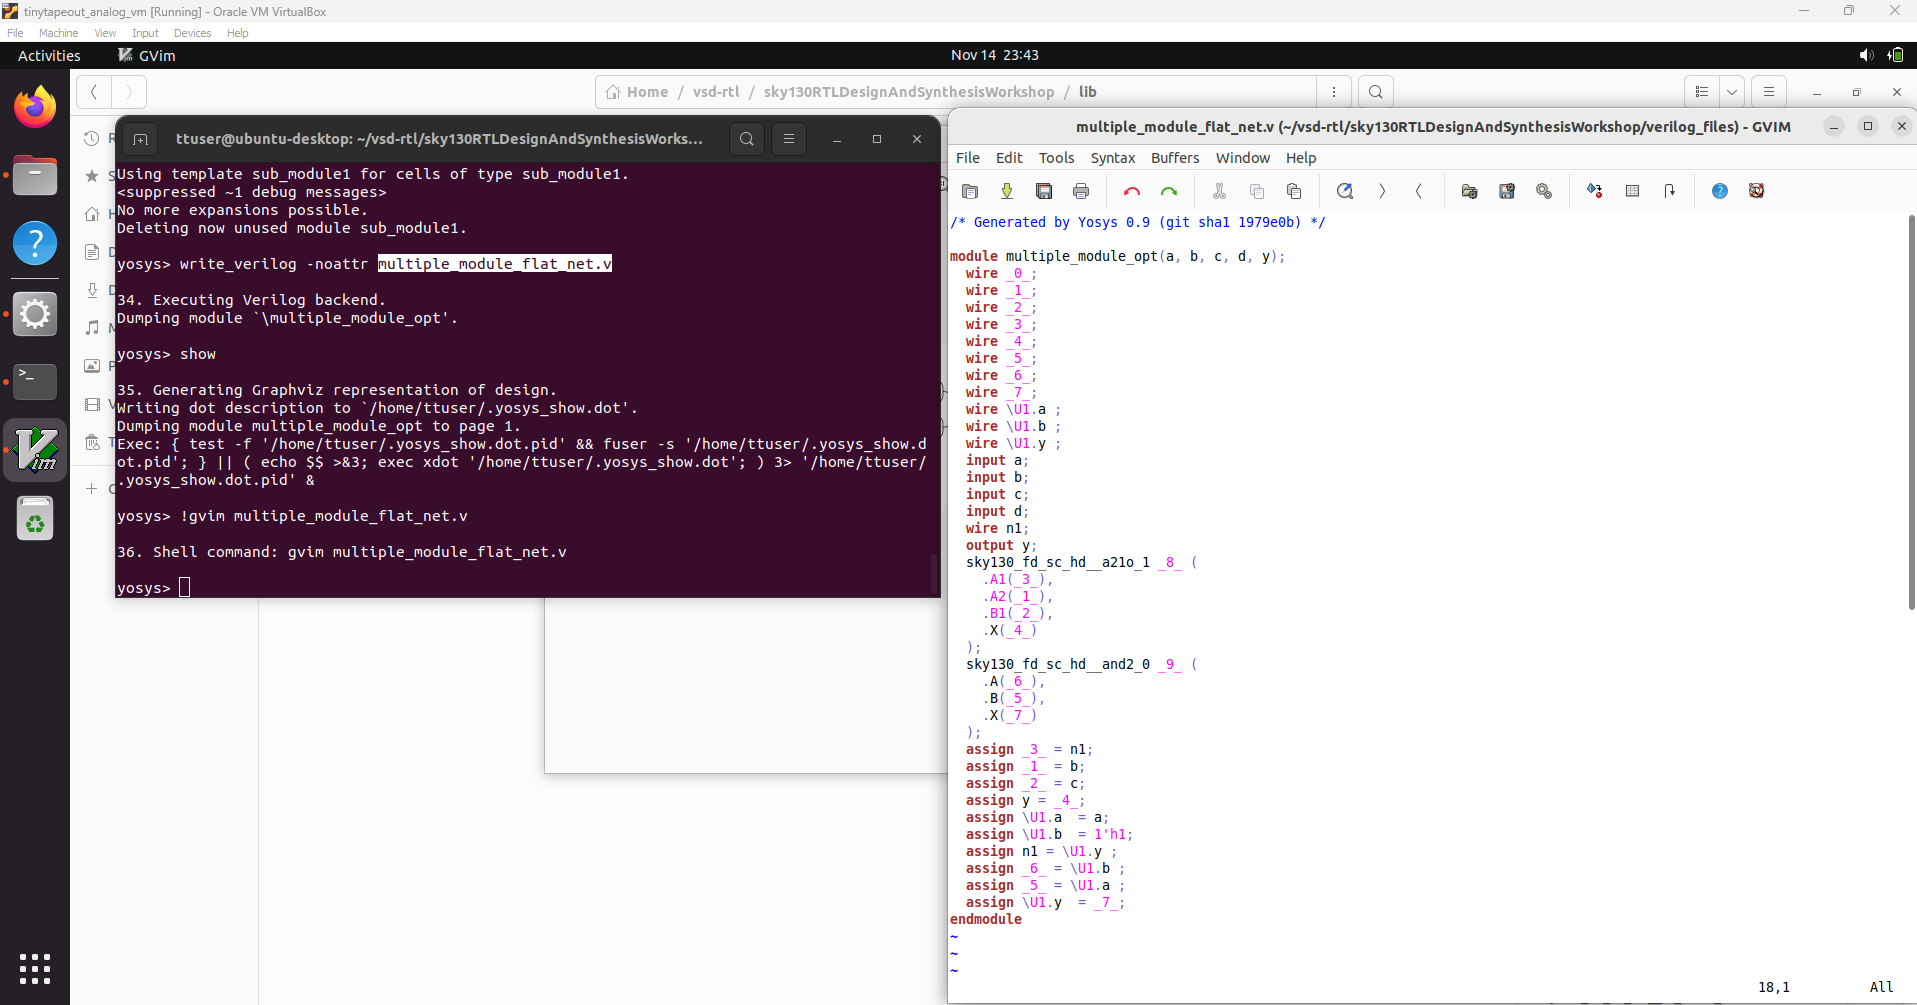 tinytapeout_analog_vm [Running] - Oracle VM VirtualBox
File Machine View Input Devices Help
Activities GVim Nov 14 23:43
Home / vsd-rtl / sky130RTLDesignAndSynthesisWorkshop / lib
ttuser@ubuntu-desktop: ~/vsd-rtl/sky130RTLDesignAndSynthesisWorks...
Using template sub_module1 for cells of type sub_module1.
<suppressed ~1 debug messages>
No more expansions possible.
Deleting now unused module sub_module1.
yosys> write_verilog -noattr multiple_module_flat_net.v
34. Executing Verilog backend.
Dumping module `\multiple_module_opt'.
yosys> show
35. Generating Graphviz representation of design.
Writing dot description to `/home/ttuser/.yosys_show.dot'.
Dumping module multiple_module_opt to page 1.
Exec: { test -f '/home/ttuser/.yosys_show.dot.pid' && fuser -s '/home/ttuser/.yosys_show.d
ot.pid'; } || ( echo $$ >&3; exec xdot '/home/ttuser/.yosys_show.dot'; ) 3> '/home/ttuser/
.yosys_show.dot.pid' &
yosys> !gvim multiple_module_flat_net.v
36. Shell command: gvim multiple_module_flat_net.v
yosys>
multiple_module_flat_net.v (~/vsd-rtl/sky130RTLDesignAndSynthesisWorkshop/verilog_files) - GVIM
File Edit Tools Syntax Buffers Window Help
/* Generated by Yosys 0.9 (git sha1 1979e0b) */
module multiple_module_opt(a, b, c, d, y);
wire _0_;
wire _1_;
wire _2_;
wire _3_;
wire _4_;
wire _5_;
wire _6_;
wire _7_;
wire \U1.a ;
wire \U1.b ;
wire \U1.y ;
input a;
input b;
input c;
input d;
wire n1;
output y;
sky130_fd_sc_hd__a21o_1 _8_ (
.A1(_3_),
.A2(_1_),
.B1(_2_),
.X(_4_)
);
sky130_fd_sc_hd__and2_0 _9_ (
.A(_6_),
.B(_5_),
.X(_7_)
);
assign _3_ = n1;
assign _1_ = b;
assign _2_ = c;
assign y = _4_;
assign \U1.a  = a;
assign \U1.b  = 1'h1;
assign n1 = \U1.y ;
assign _6_ = \U1.b ;
assign _5_ = \U1.a ;
assign \U1.y  = _7_;
endmodule
~
~
~
18,1 All